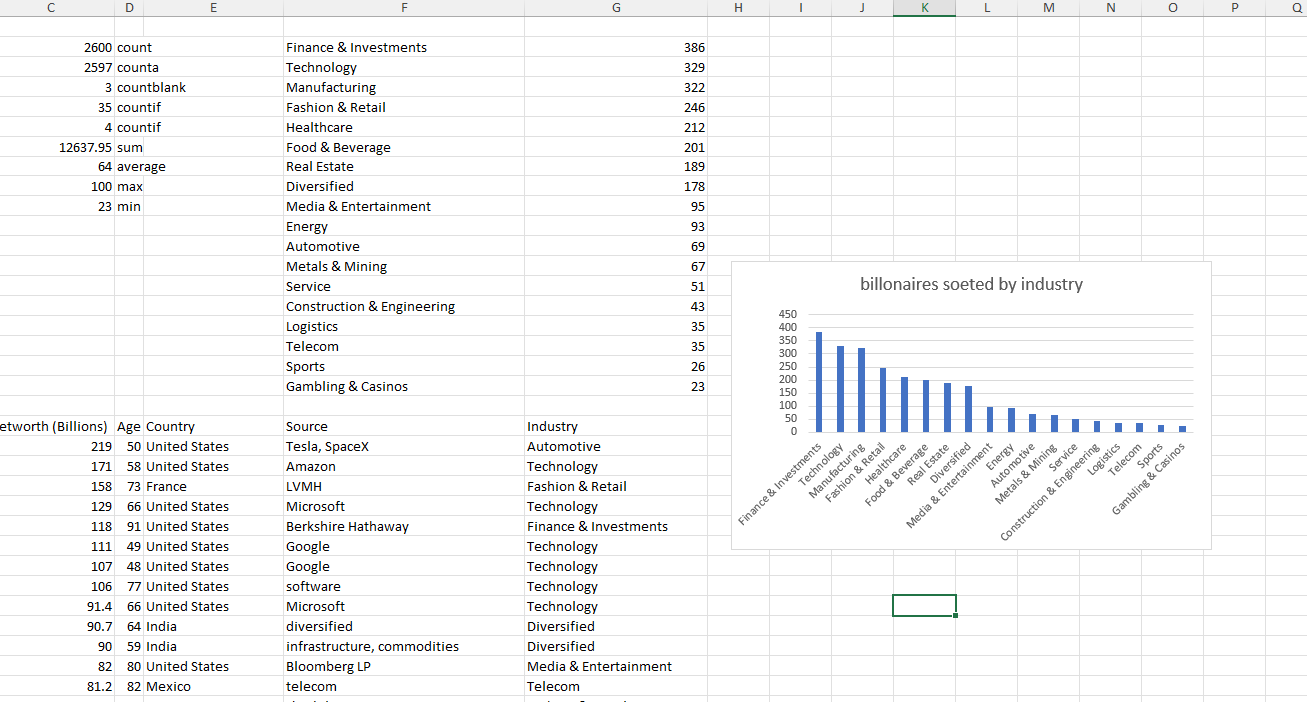 C D E F G H I J K L M N O P Q
2600 count Finance & Investments 386
2597 counta Technology 329
3 countblank Manufacturing 322
35 countif Fashion & Retail 246
4 countif Healthcare 212
12637.95 sum Food & Beverage 201
64 average Real Estate 189
100 max Diversified 178
23 min Media & Entertainment 95
Energy 93
Automotive 69
Metals & Mining 67
Service 51
Construction & Engineering 43
Logistics 35
Telecom 35
Sports 26
Gambling & Casinos 23
etworth (Billions) Age Country Source Industry
219 50 United States Tesla, SpaceX Automotive
171 58 United States Amazon Technology
158 73 France LVMH Fashion & Retail
129 66 United States Microsoft Technology
118 91 United States Berkshire Hathaway Finance & Investments
111 49 United States Google Technology
107 48 United States Google Technology
106 77 United States software Technology
91.4 66 United States Microsoft Technology
90.7 64 India diversified Diversified
90 59 India infrastructure, commodities Diversified
82 80 United States Bloomberg LP Media & Entertainment
81.2 82 Mexico telecom Telecom
billonaires soeted by industry
450
400
350
300
250
200
150
100
50
0
Finance & Investments
Technology
Manufacturing
Fashion & Retail
Healthcare
Food & Beverage
Real Estate
Diversified
Media & Entertainment
Energy
Automotive
Metals & Mining
Service
Construction & Engineering
Logistics
Telecom
Sports
Gambling & Casinos